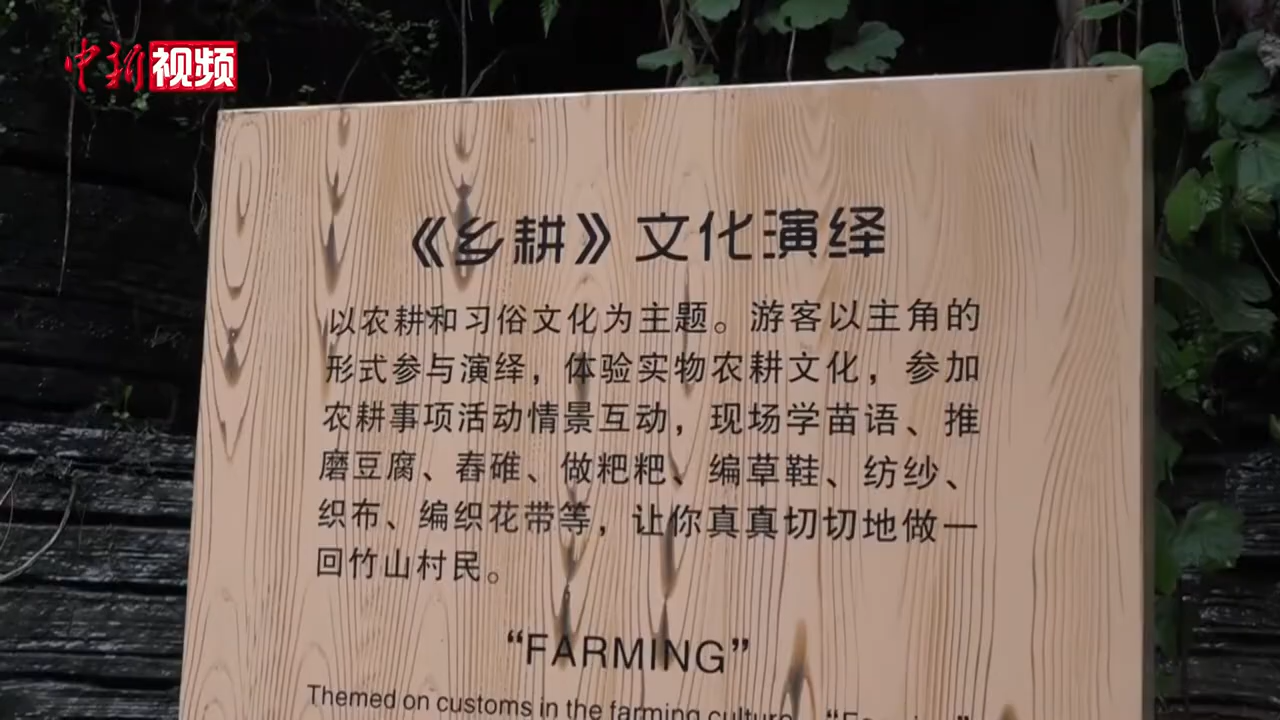 中新视频
《乡耕》文化演绎
以农耕和习俗文化为主题。游客以主角的
形式参与演绎，体验实物农耕文化，参加
农耕事项活动情景互动，现场学苗语、推
磨豆腐、舂碓、做粑粑、编草鞋、纺纱、
织布、编织花带等，让你真真切切地做一
回竹山村民。
“FARMING”
Themed on customs in the farming culture